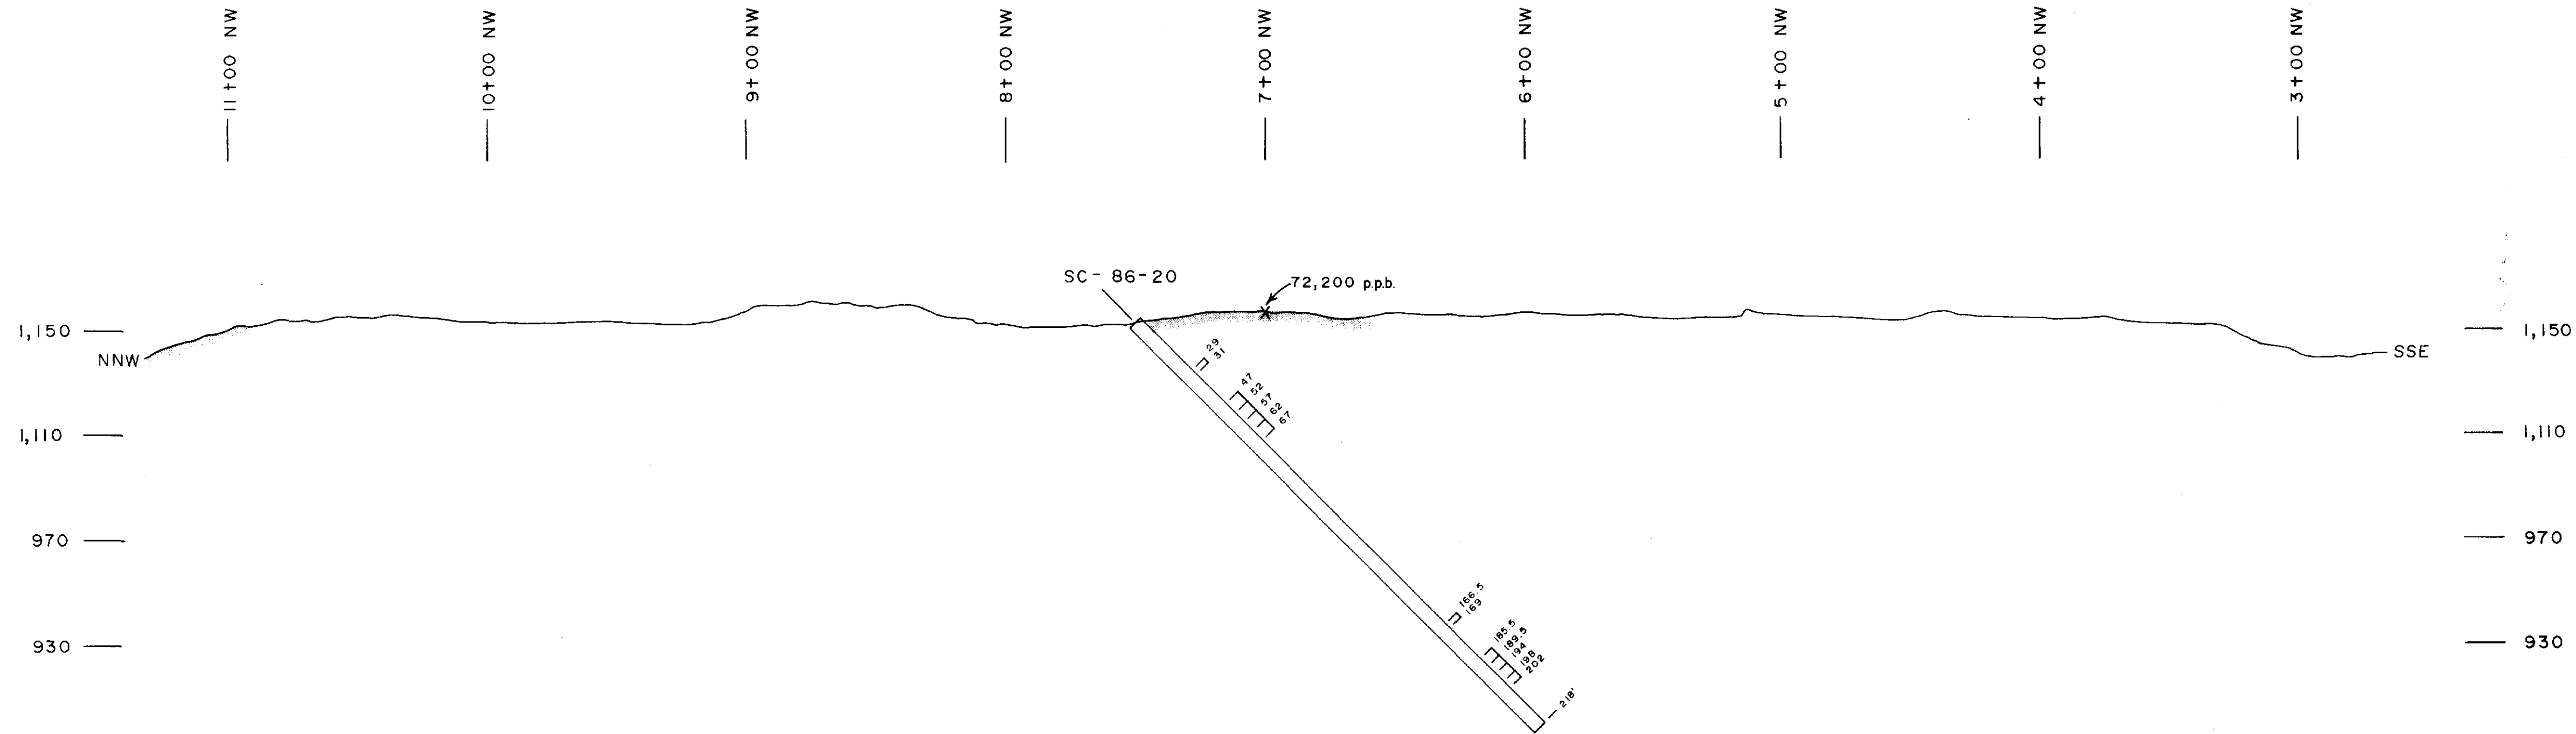 11+00 NW
10+00 NW
9+00 NW
8+00 NW
7+00 NW
6+00 NW
5+00 NW
4+00 NW
3+00 NW
SC-86-20
72,200 p.p.b.
1,150
1,150
NNW
SSE
29
31
47
52
57
62
67
1,110
1,110
970
970
166.5
169
185.5
189.5
194
198
202
930
930
218'